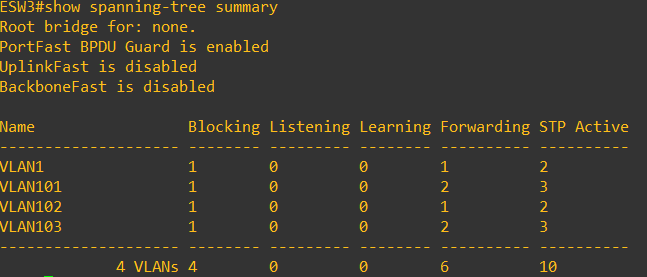 ESW3#show spanning-tree summary
Root bridge for: none.
PortFast BPDU Guard is enabled
UplinkFast is disabled
BackboneFast is disabled
Name Blocking Listening Learning Forwarding STP Active
-------------------- -------- --------- -------- ---------- ----------
VLAN1 1 0 0 1 2
VLAN101 1 0 0 2 3
VLAN102 1 0 0 1 2
VLAN103 1 0 0 2 3
-------------------- -------- --------- -------- ---------- ----------
4 VLANs 4 0 0 6 10